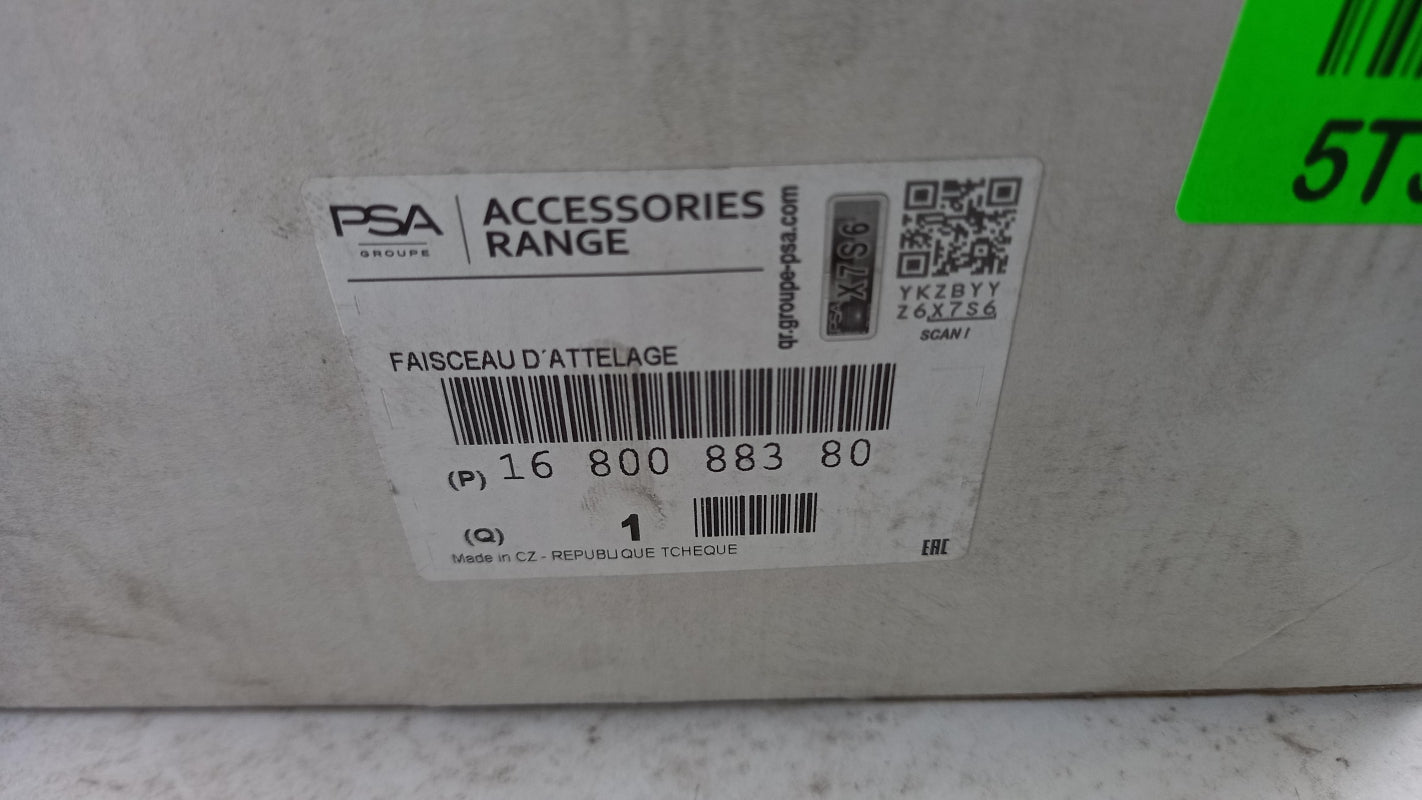 PSA
GROUPE
ACCESSORIES
RANGE
qr.groupe-psa.com
PSA X7S6
YKZBYY
Z6X7S6
SCAN!
FAISCEAU D'ATTELAGE
(P) 16 800 883 80
(Q) 1
Made in CZ - REPUBLIQUE TCHEQUE
EAC